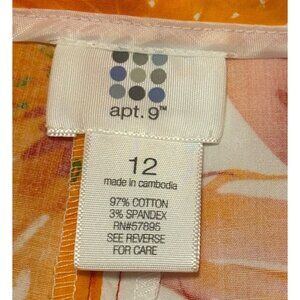 apt.9™
12
made in cambodia
97% COTTON
3% SPANDEX
RN#57895
SEE REVERSE
FOR CARE